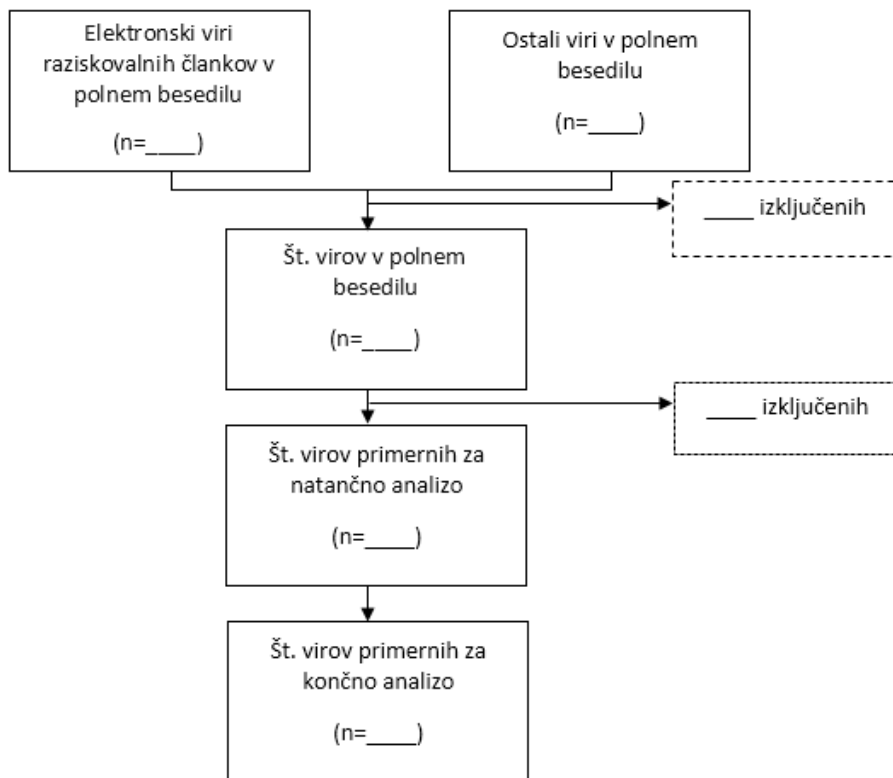 Elektronski viri
raziskovalnih člankov v
polnem besedilu
(n=____)
Ostali viri v polnem
besedilu
(n=____)
____ izključenih
Št. virov v polnem
besedilu
(n=____)
____ izključenih
Št. virov primernih za
natančno analizo
(n=____)
Št. virov primernih za
končno analizo
(n=____)